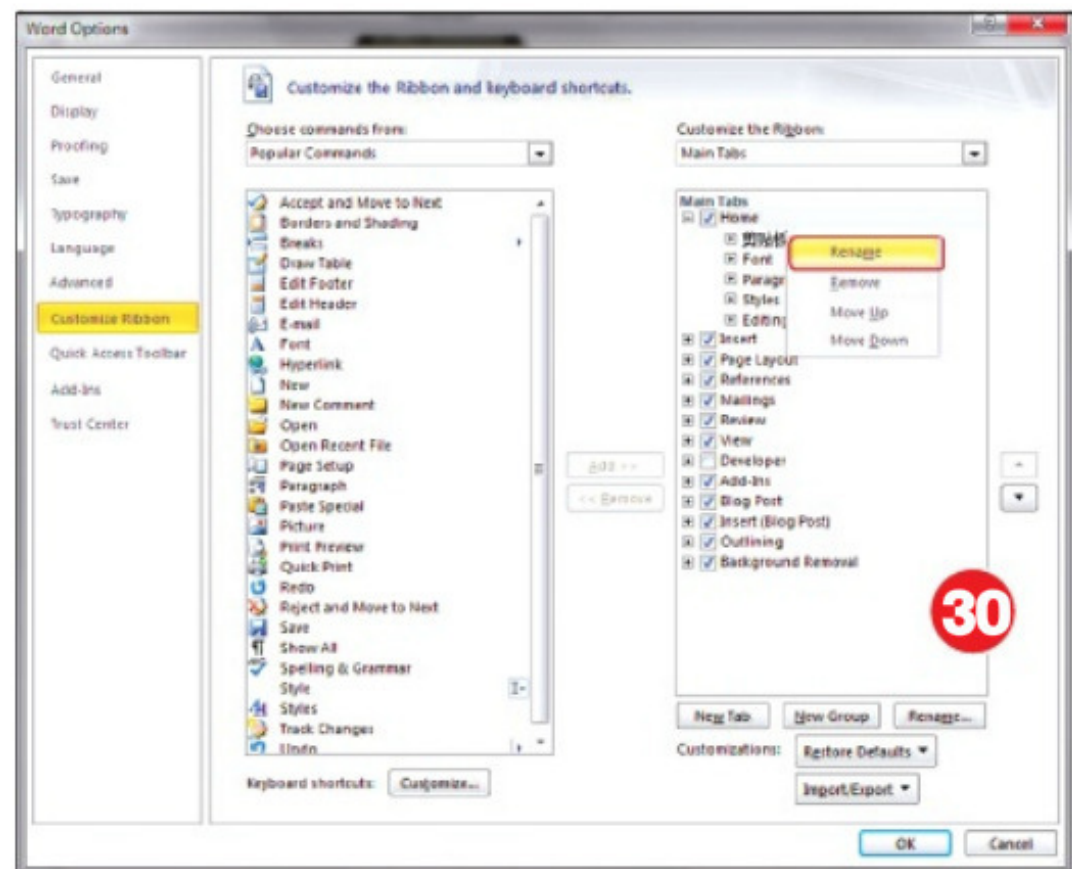 Word Options
General
Display
Proofing
Save
Typography
Language
Advanced
Customize Ribbon
Quick Access Toolbar
Add-Ins
Trust Center
Customize the Ribbon and keyboard shortcuts.
Choose commands from:
Popular Commands
Accept and Move to Next
Borders and Shading
Breaks
Draw Table
Edit Footer
Edit Header
E-mail
Font
Hyperlink
New
New Comment
Open
Open Recent File
Page Setup
Paragraph
Paste Special
Picture
Print Preview
Quick Print
Redo
Reject and Move to Next
Save
Show All
Spelling & Grammar
Style
Styles
Track Changes
Undo
Keyboard shortcuts: Customize...
Add >>
<< Remove
Customize the Ribbon:
Main Tabs
Main Tabs
Home
剪贴板
Font
Paragr
Styles
Editing
Insert
Page Layout
References
Mailings
Review
View
Developer
Add-Ins
Blog Post
Insert (Blog Post)
Outlining
Background Removal
Rename
Remove
Move Up
Move Down
30
New Tab New Group Rename...
Customizations: Restore Defaults
Import/Export
OK Cancel